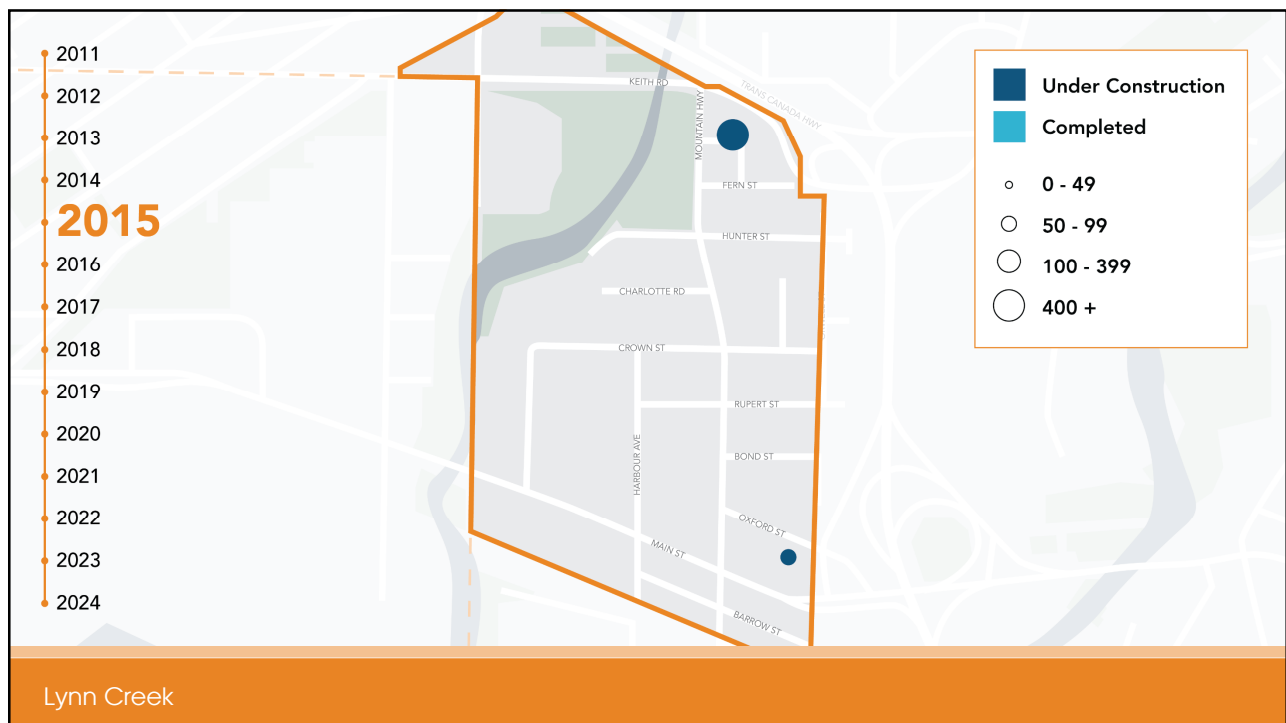 2011
2012
2013
2014
2015
2016
2017
2018
2019
2020
2021
2022
2023
2024
KEITH RD
TRANS CANADA HWY
MOUNTAIN HWY
FERN ST
HUNTER ST
CHARLOTTE RD
CROWN ST
RUPERT ST
HARBOUR AVE
BOND ST
OXFORD ST
MAIN ST
BARROW ST
Under Construction
Completed
0 - 49
50 - 99
100 - 399
400 +
Lynn Creek